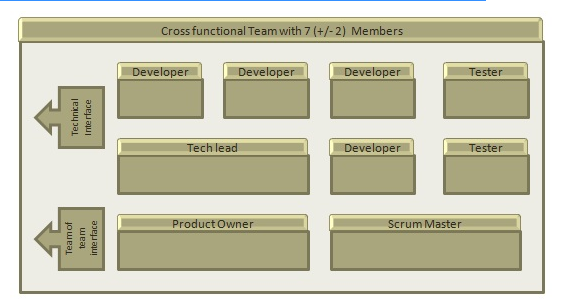 Cross functional Team with 7 (+/- 2) Members
Developer
Developer
Developer
Tester
Technical
Interface
Tech lead
Developer
Tester
Team of
team
interface
Product Owner
Scrum Master